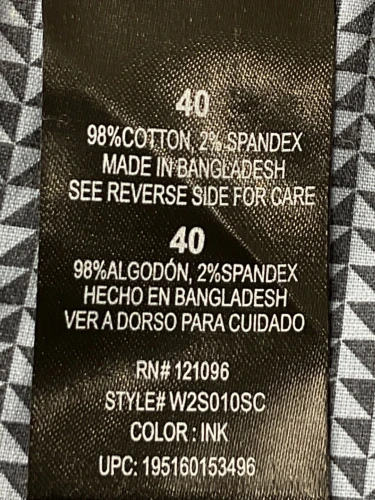 40
98%COTTON, 2% SPANDEX
MADE IN BANGLADESH
SEE REVERSE SIDE FOR CARE
40
98%ALGODÓN, 2%SPANDEX
HECHO EN BANGLADESH
VER A DORSO PARA CUIDADO
RN# 121096
STYLE# W2S010SC
COLOR : INK
UPC: 195160153496